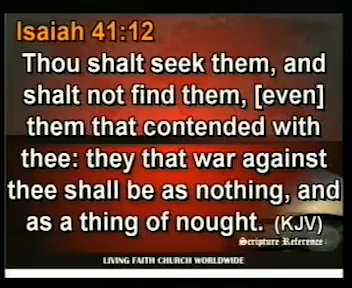 Isaiah 41:12
Thou shalt seek them, and
shalt not find them, [even]
them that contended with
thee: they that war against
thee shall be as nothing, and
as a thing of nought. (KJV)
Scripture Reference
LIVING FAITH CHURCH WORLDWIDE